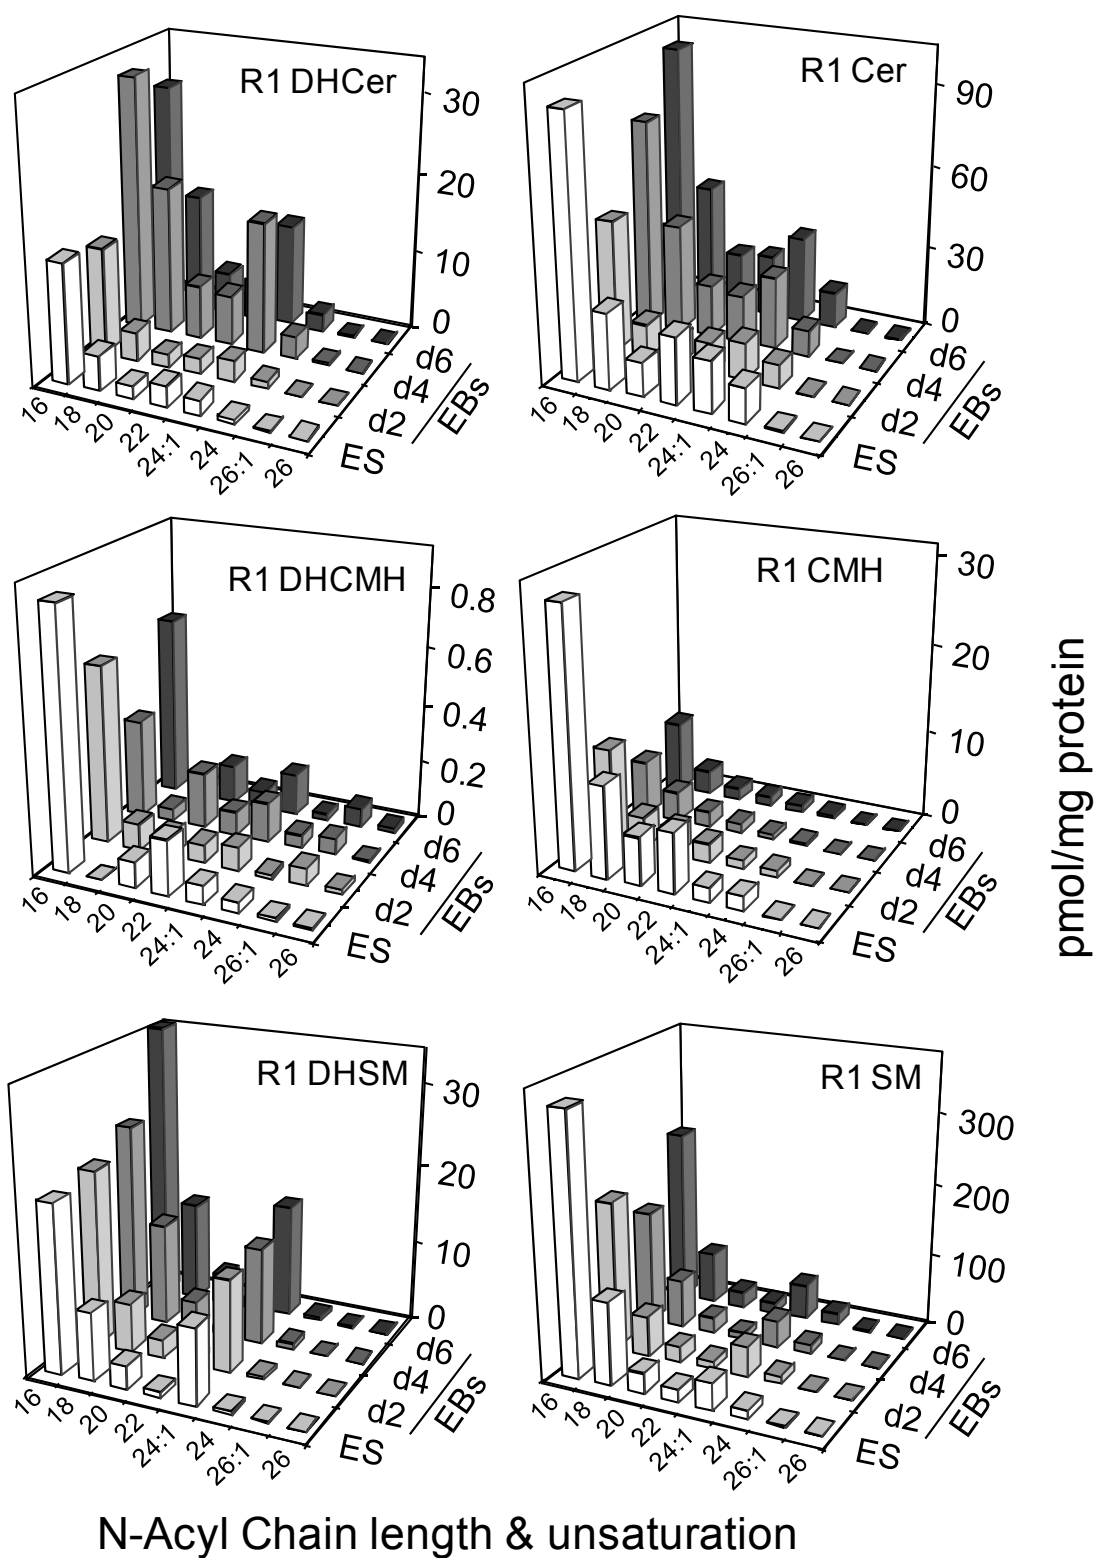 R1 DHCer
30
20
10
0
d6
d4
d2
ES
EBs
16
18
20
22
24:1
24
26:1
26
R1 Cer
90
60
30
0
d6
d4
d2
ES
EBs
16
18
20
22
24:1
24
26:1
26
R1 DHCMH
0.8
0.6
0.4
0.2
0
d6
d4
d2
ES
EBs
16
18
20
22
24:1
24
26:1
26
R1 CMH
30
20
10
0
d6
d4
d2
ES
EBs
16
18
20
22
24:1
24
26:1
26
pmol/mg protein
R1 DHSM
30
20
10
0
d6
d4
d2
ES
EBs
16
18
20
22
24:1
24
26:1
26
R1 SM
300
200
100
0
d6
d4
d2
ES
EBs
16
18
20
22
24:1
24
26:1
26
N-Acyl Chain length & unsaturation